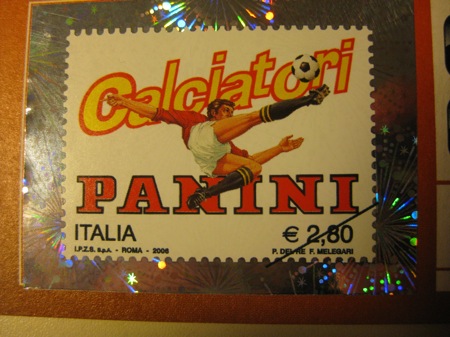 Calciatori
PANINI
ITALIA
€ 2,80
I.P.Z.S. S.p.A. - ROMA - 2006
P. DEL RE F. MELEGARI